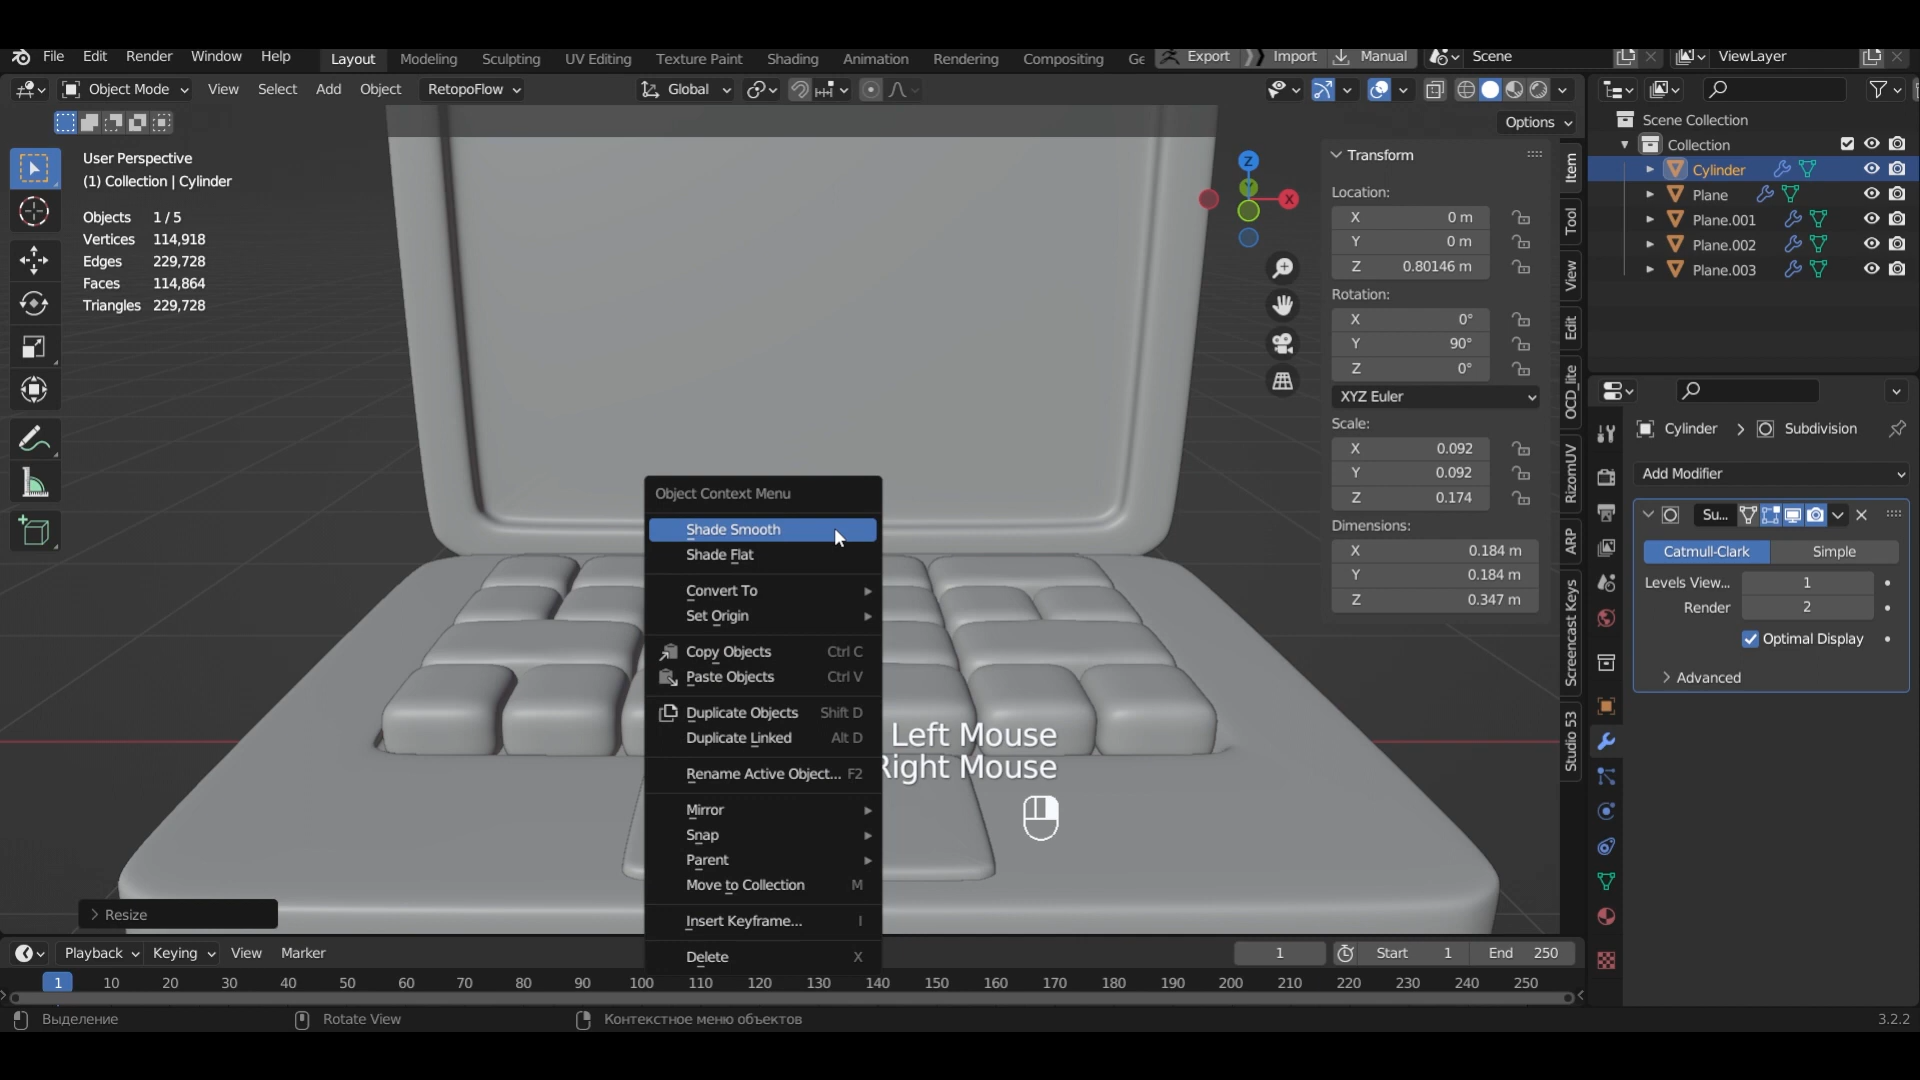 File Edit Render Window Help Layout Modeling Sculpting UV Editing Texture Paint Shading Animation Rendering Compositing Ge Export Import Manual Scene ViewLayer
Object Mode View Select Add Object RetopoFlow Global
Options
User Perspective
(1) Collection | Cylinder
Objects 1 / 5
Vertices 114,918
Edges 229,728
Faces 114,864
Triangles 229,728
Z
X
Object Context Menu
Shade Smooth
Shade Flat
Convert To
Set Origin
Copy Objects Ctrl C
Paste Objects Ctrl V
Duplicate Objects Shift D
Duplicate Linked Alt D
Rename Active Object... F2
Mirror
Snap
Parent
Move to Collection M
Insert Keyframe... I
Delete X
Left Mouse
Right Mouse
Resize
Transform
Location:
X 0 m
Y 0 m
Z 0.80146 m
Rotation:
X 0°
Y 90°
Z 0°
XYZ Euler
Scale:
X 0.092
Y 0.092
Z 0.174
Dimensions:
X 0.184 m
Y 0.184 m
Z 0.347 m
Item
Tool
View
Edit
OCD_lite
RizomUV
ARP
Screencast Keys
Studio 53
Scene Collection
Collection
Cylinder
Plane
Plane.001
Plane.002
Plane.003
Cylinder Subdivision
Add Modifier
Su...
Catmull-Clark Simple
Levels View... 1
Render 2
Optimal Display
Advanced
Playback Keying View Marker 1 Start 1 End 250
1 10 20 30 40 50 60 70 80 90 100 110 120 130 140 150 160 170 180 190 200 210 220 230 240 250
Выделение Rotate View Контекстное меню объектов 3.2.2